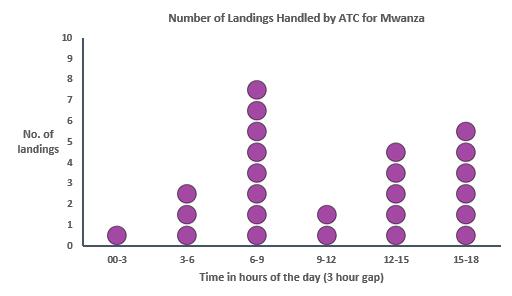 Number of Landings Handled by ATC for Mwanza
10
9
8
7
6
No. of
landings
5
4
3
2
1
0
00-3 3-6 6-9 9-12 12-15 15-18
Time in hours of the day (3 hour gap)